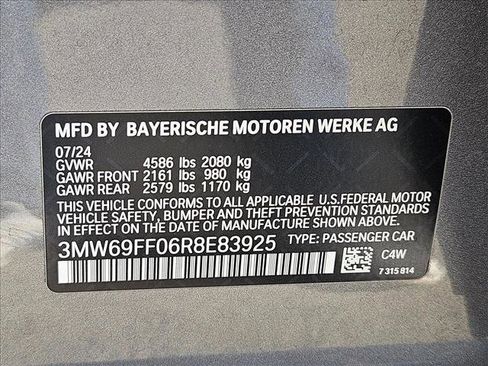 MFD BY BAYERISCHE MOTOREN WERKE AG
07/24
GVWR 4586 lbs 2080 kg
GAWR FRONT 2161 lbs 980 kg
GAWR REAR 2579 lbs 1170 kg
THIS VEHICLE CONFORMS TO ALL APPLICABLE U.S.FEDERAL MOTOR
VEHICLE SAFETY, BUMPER AND THEFT PREVENTION STANDARDS
IN EFFECT ON THE DATE OF MANUFACTURE SHOWN ABOVE.
3MW69FF06R8E83925 TYPE: PASSENGER CAR
C4W
7 315 814